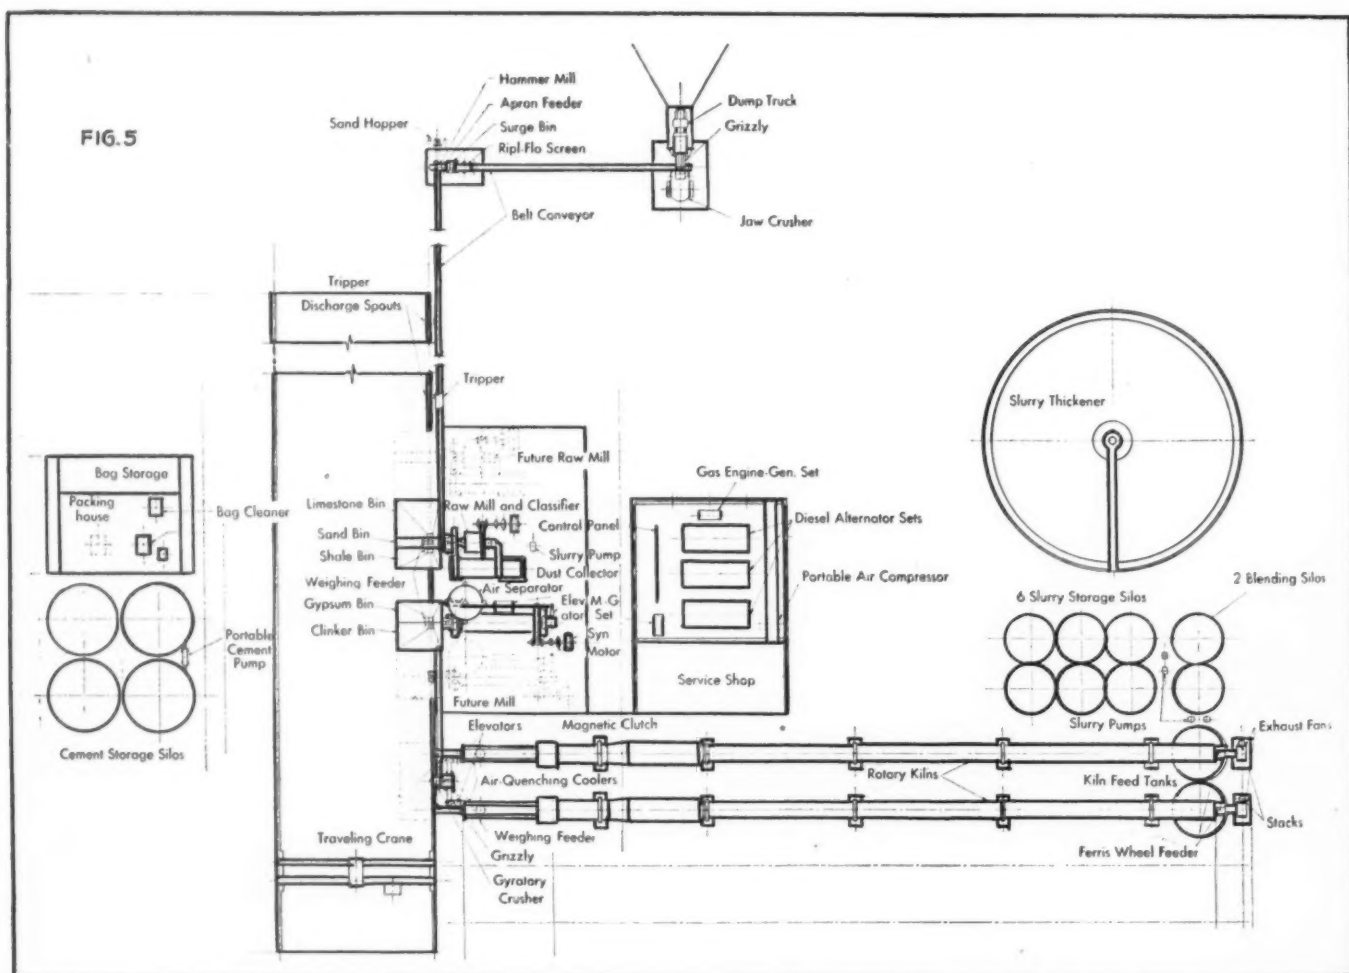 FIG. 5
Hammer Mill
Apron Feeder
Sand Hopper
Surge Bin
Ripl-Flo Screen
Dump Truck
Grizzly
Belt Conveyor
Jaw Crusher
Tripper
Discharge Spouts
Tripper
Slurry Thickener
Future Raw Mill
Bag Storage
Packing
house
Bag Cleaner
Limestone Bin
Raw Mill and Classifier
Gas Engine-Gen. Set
Sand Bin
Control Panel
Diesel Alternator Sets
Shale Bin
Slurry Pump
Dust Collector
Weighing Feeder
Air Separator
Portable Air Compressor
Gypsum Bin
Elev M-G
ator Set
Clinker Bin
Syn
Motor
6 Slurry Storage Silos
2 Blending Silos
Portable
Cement
Pump
Service Shop
Future Mill
Cement Storage Silos
Elevators
Magnetic Clutch
Slurry Pumps
Exhaust Fans
Air-Quenching Coolers
Rotary Kilns
Kiln Feed Tanks
Traveling Crane
Weighing Feeder
Stacks
Grizzly
Ferris Wheel Feeder
Gyratary
Crusher